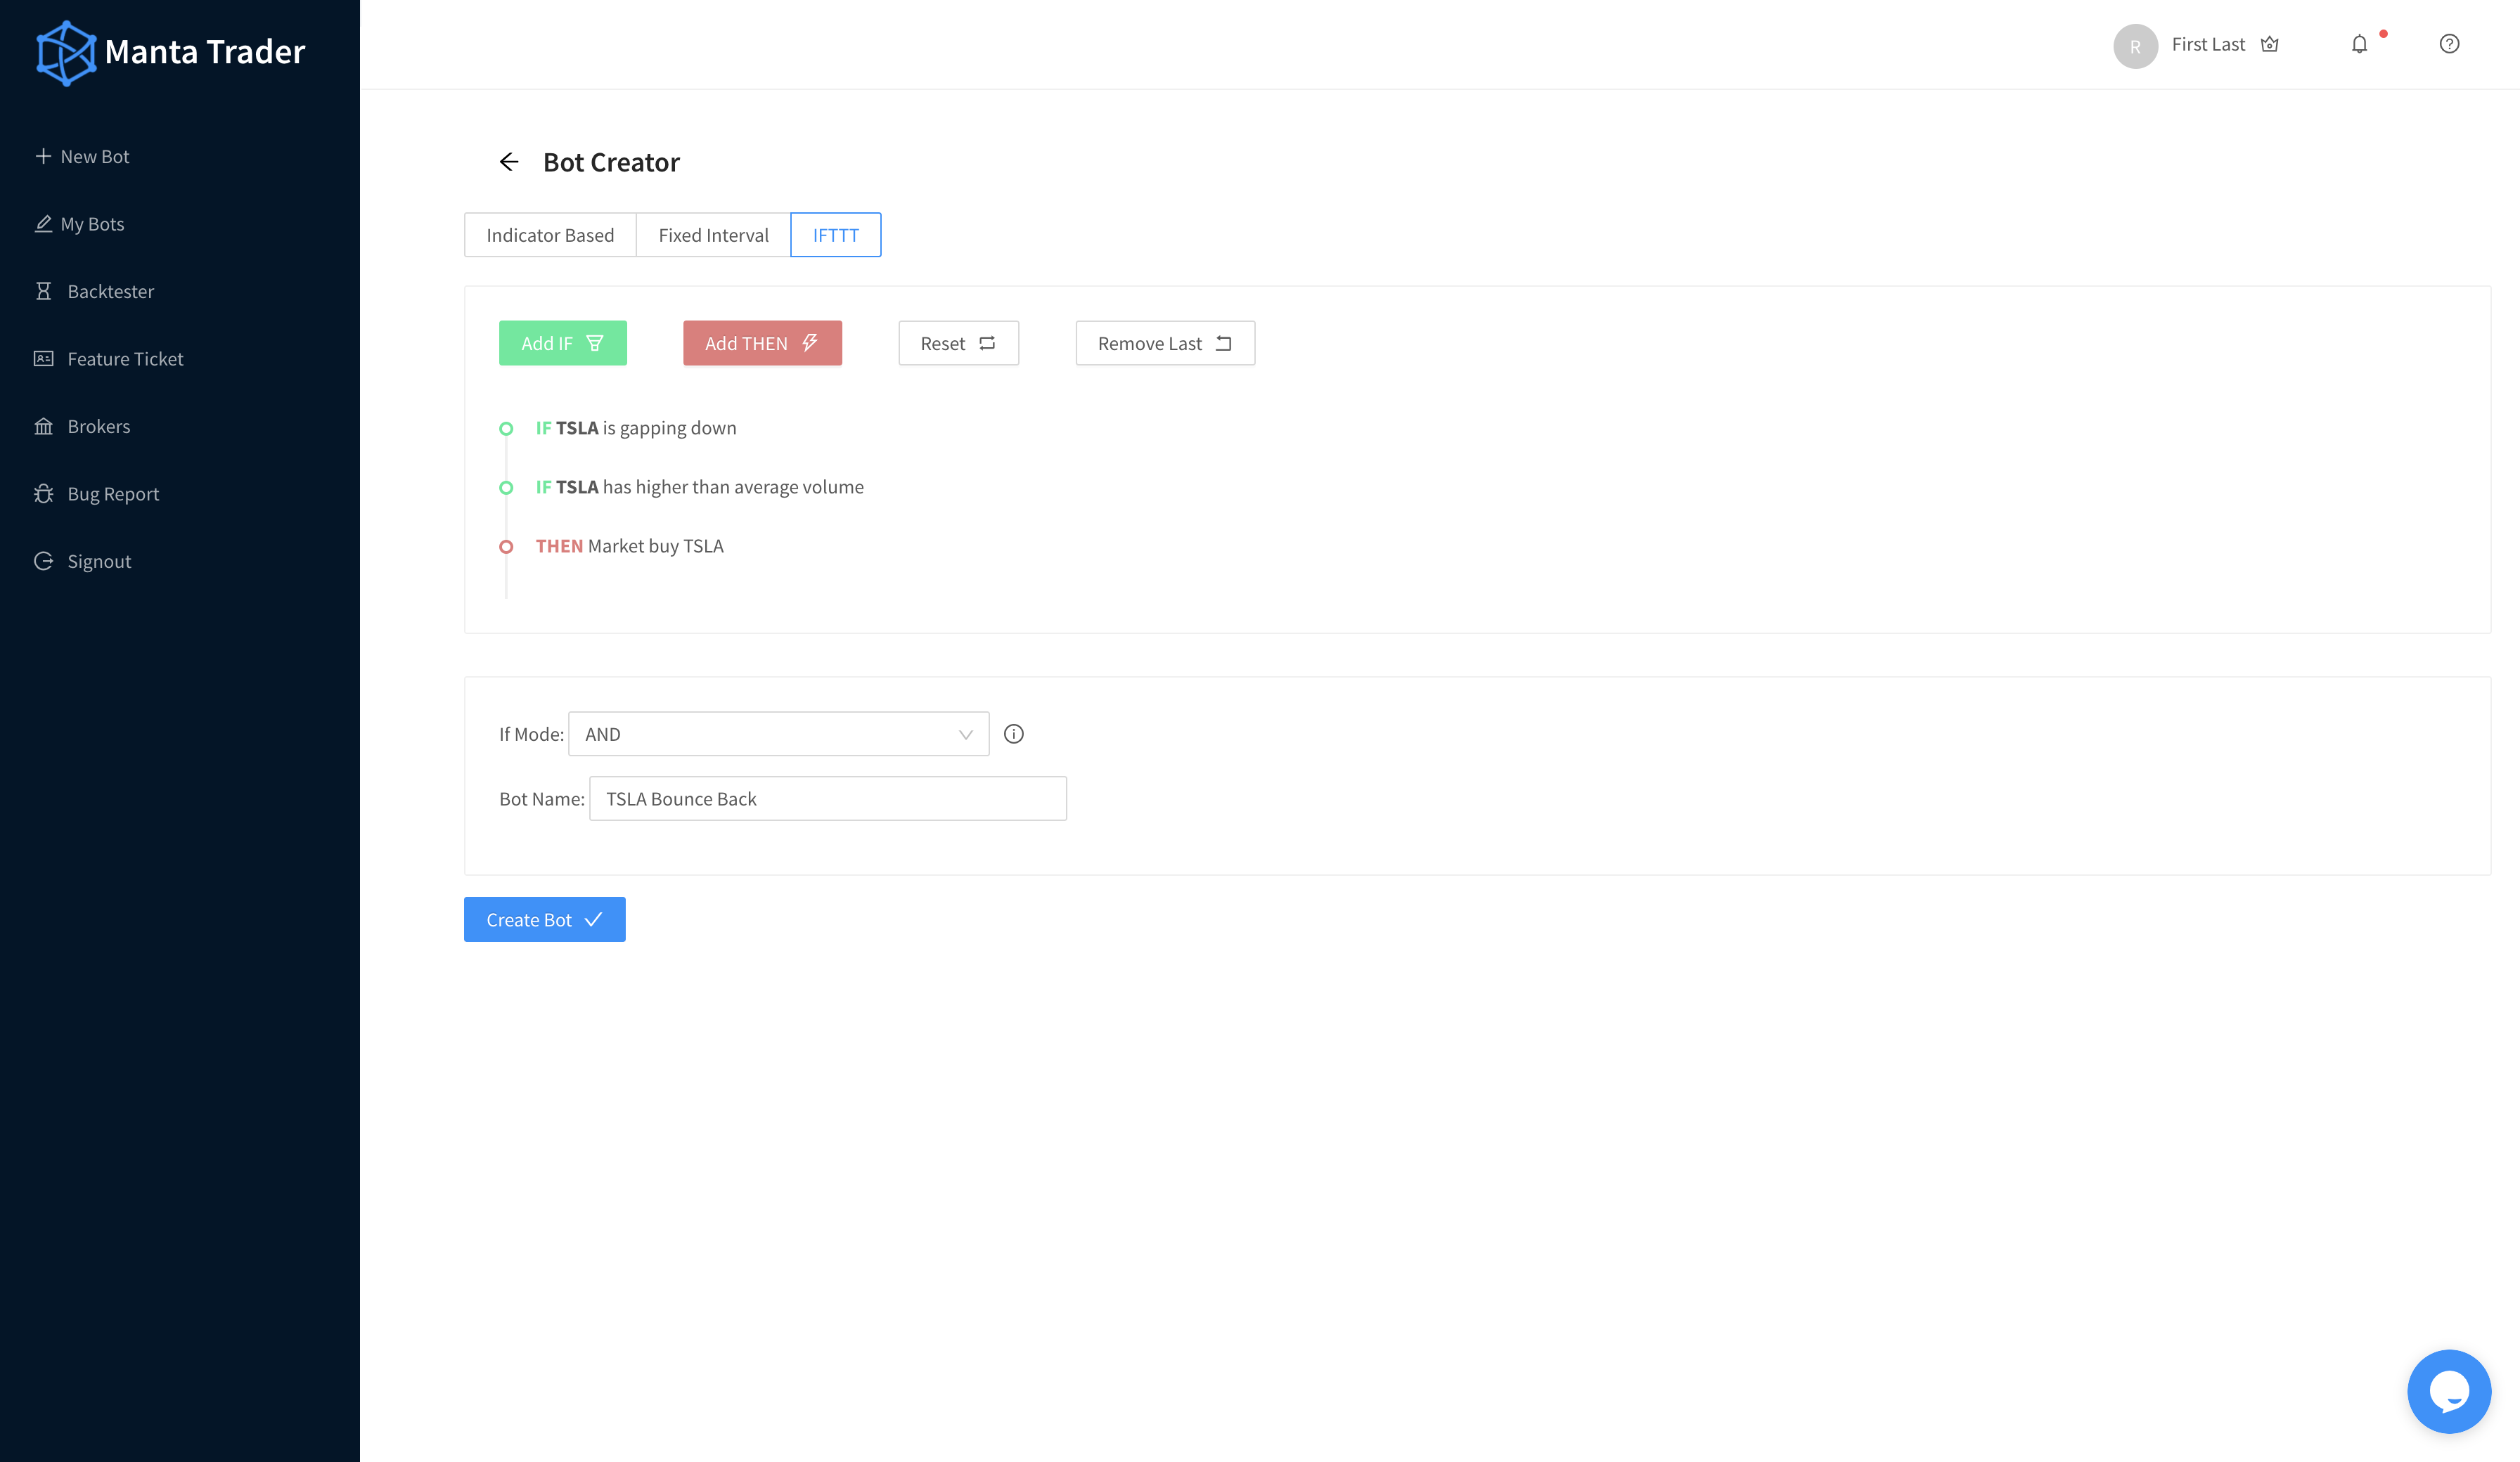 Manta Trader
R
First Last
New Bot
My Bots
Backtester
Feature Ticket
Brokers
Bug Report
Signout
Bot Creator
Indicator Based
Fixed Interval
IFTTT
Add IF
Add THEN
Reset
Remove Last
IF TSLA is gapping down
IF TSLA has higher than average volume
THEN Market buy TSLA
If Mode: AND
Bot Name: TSLA Bounce Back
Create Bot